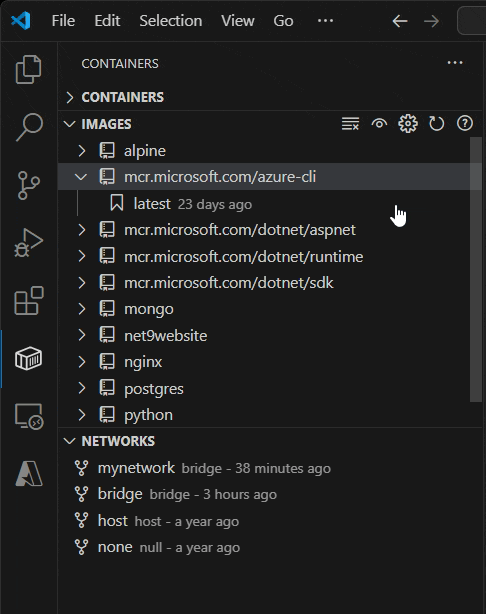 File Edit Selection View Go ...
CONTAINERS ...
CONTAINERS
IMAGES
alpine
mcr.microsoft.com/azure-cli
latest 23 days ago
mcr.microsoft.com/dotnet/aspnet
mcr.microsoft.com/dotnet/runtime
mcr.microsoft.com/dotnet/sdk
mongo
net9website
nginx
postgres
python
NETWORKS
mynetwork bridge - 38 minutes ago
bridge bridge - 3 hours ago
host host - a year ago
none null - a year ago